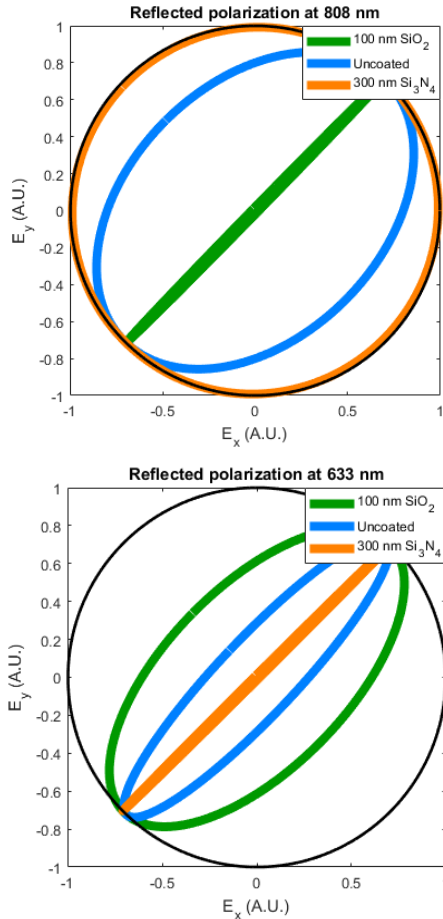 Reflected polarization at 808 nm
100 nm SiO2
Uncoated
300 nm Si3N4
1
0.8
0.6
0.4
0.2
0
-0.2
-0.4
-0.6
-0.8
-1
Ey (A.U.)
-1
-0.5
0
0.5
1
Ex (A.U.)
Reflected polarization at 633 nm
100 nm SiO2
Uncoated
300 nm Si3N4
1
0.8
0.6
0.4
0.2
0
-0.2
-0.4
-0.6
-0.8
-1
Ey (A.U.)
-1
-0.5
0
0.5
Ex (A.U.)